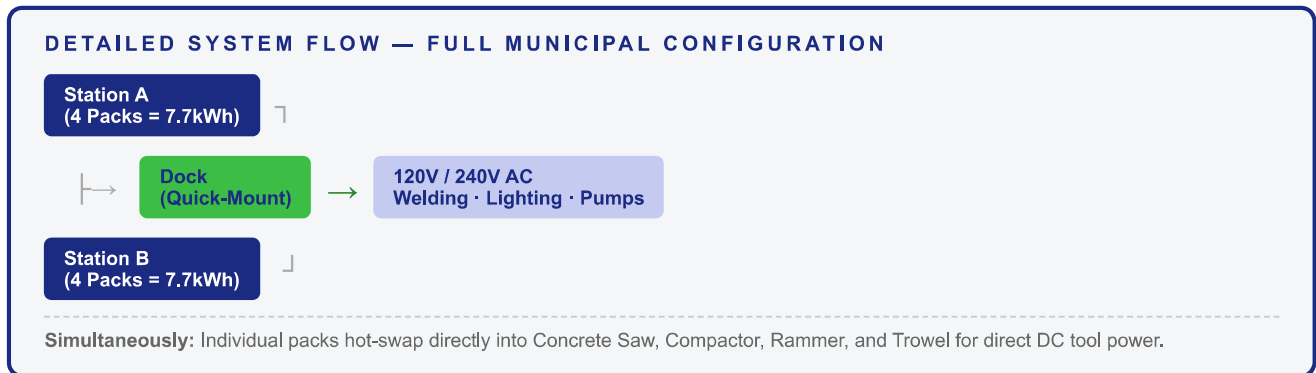 DETAILED SYSTEM FLOW — FULL MUNICIPAL CONFIGURATION
Station A
(4 Packs = 7.7kWh)
Dock
(Quick-Mount)
→
120V / 240V AC
Welding · Lighting · Pumps
Station B
(4 Packs = 7.7kWh)
Simultaneously: Individual packs hot-swap directly into Concrete Saw, Compactor, Rammer, and Trowel for direct DC tool power.